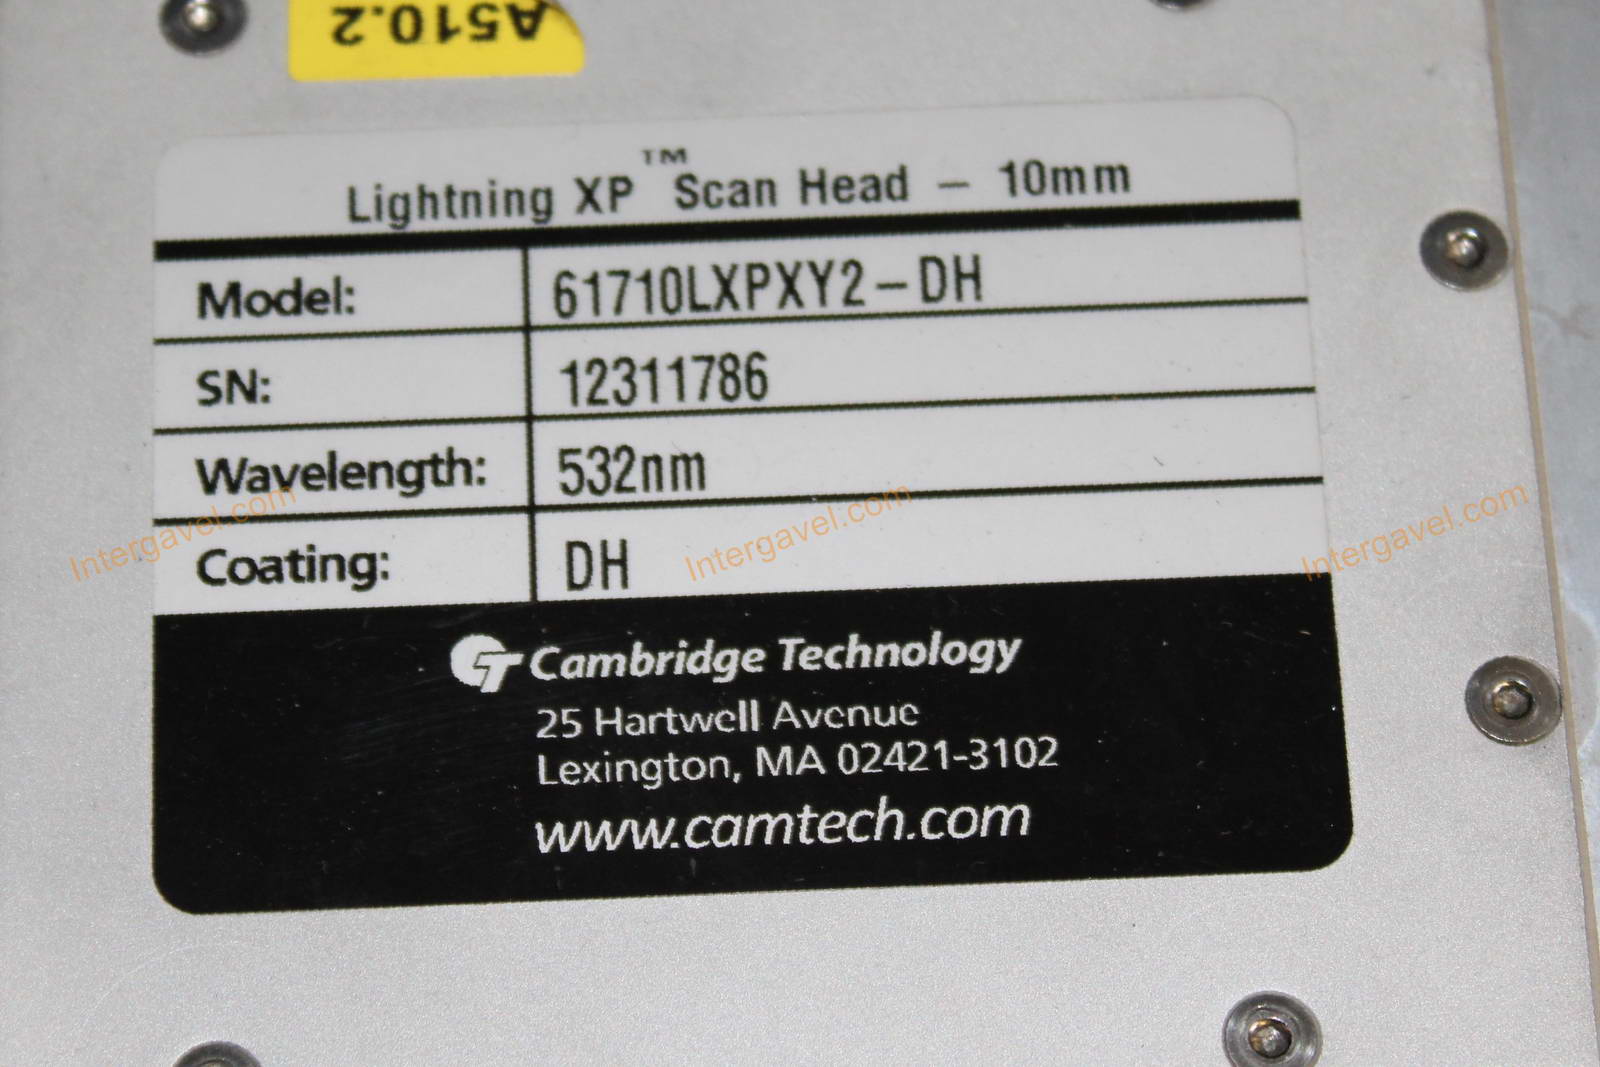 A510.2
Lightning XP™ Scan Head - 10mm
Model: 61710LXPXY2-DH
SN: 12311786
Wavelength: 532nm
Coating: DH
Cambridge Technology
25 Hartwell Avenue
Lexington, MA 02421-3102
www.camtech.com
Intergavel.com Intergavel.com Intergavel.com